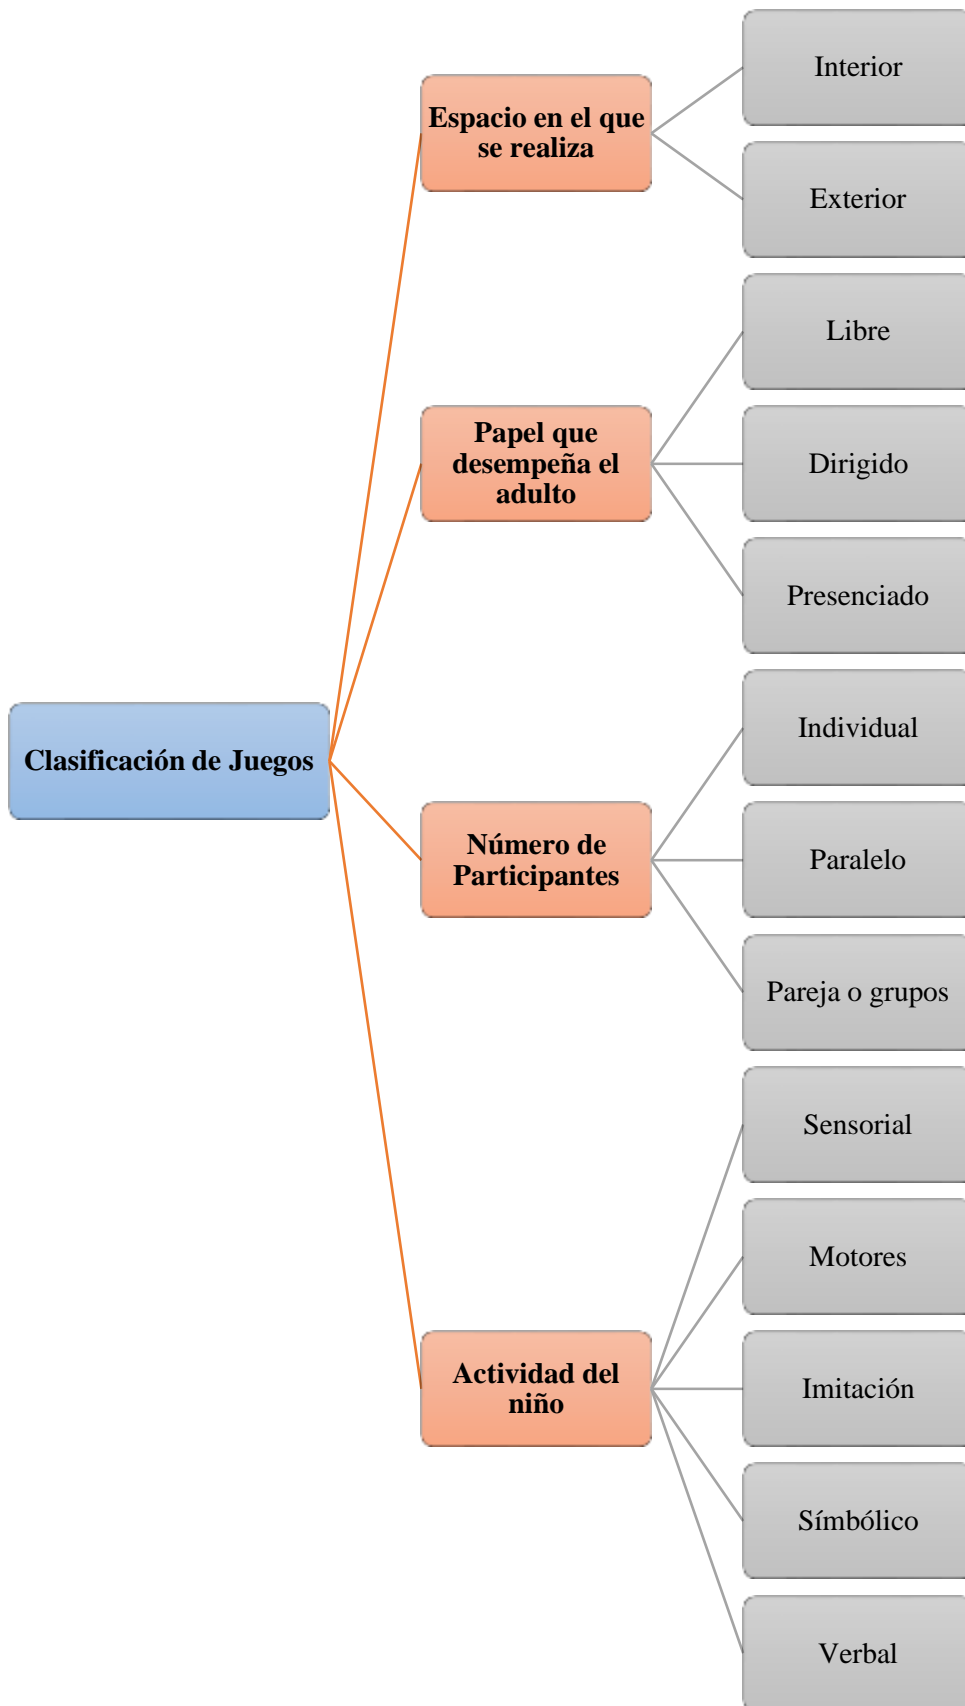 Clasificación de Juegos
Espacio en el que
se realiza
Interior
Exterior
Papel que
desempeña el
adulto
Libre
Dirigido
Presenciado
Número de
Participantes
Individual
Paralelo
Pareja o grupos
Actividad del
niño
Sensorial
Motores
Imitación
Símbólico
Verbal